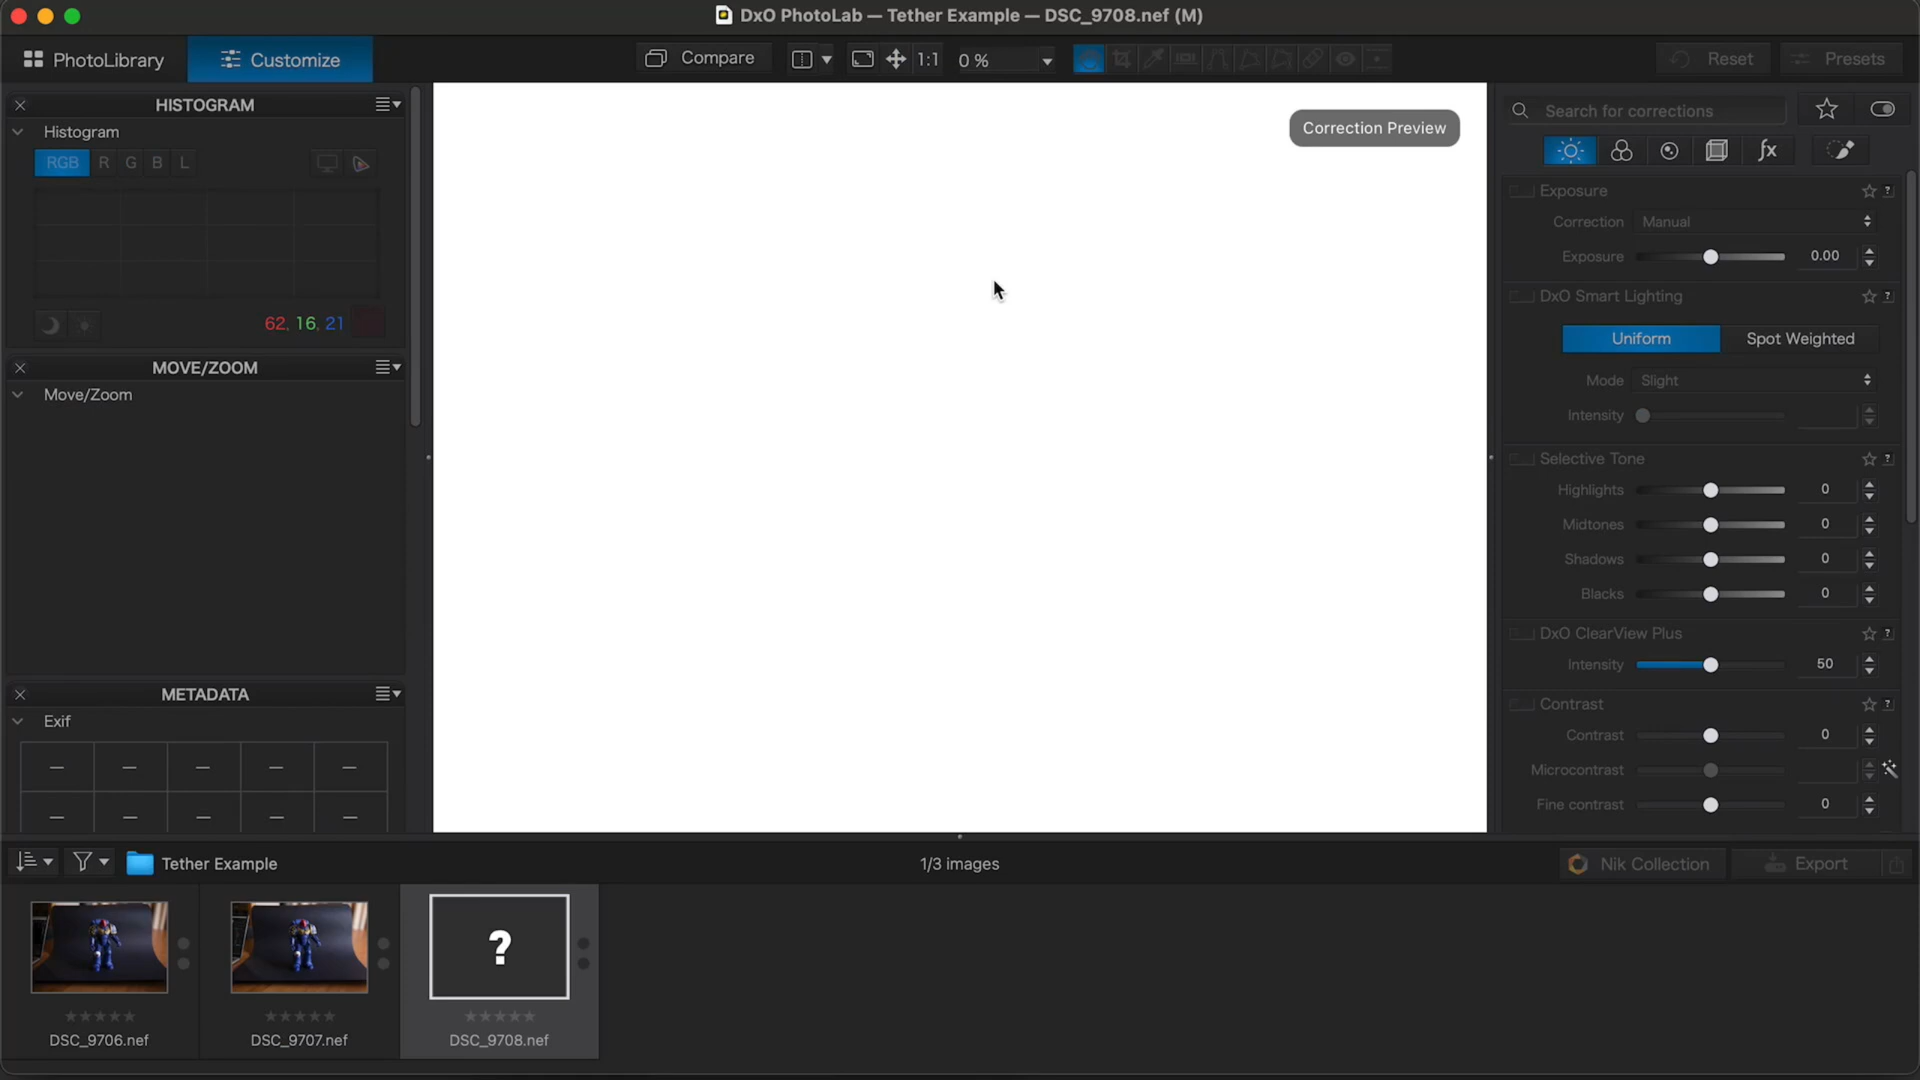 DxO PhotoLab — Tether Example — DSC_9708.nef (M)
PhotoLibrary
Customize
Compare
1:1
0 %
Reset
Presets
HISTOGRAM
Histogram
RGB R G B L
62, 16, 21
MOVE/ZOOM
Move/Zoom
METADATA
Exif
— — — — —
— — — — —
Correction Preview
Search for corrections
fx
Exposure ?
Correction Manual
Exposure 0.00
DxO Smart Lighting ?
Uniform Spot Weighted
Mode Slight
Intensity
Selective Tone ?
Highlights 0
Midtones 0
Shadows 0
Blacks 0
DxO ClearView Plus ?
Intensity 50
Contrast ?
Contrast 0
Microcontrast
Fine contrast 0
Tether Example
1/3 images
Nik Collection
Export
?
DSC_9706.nef
DSC_9707.nef
DSC_9708.nef